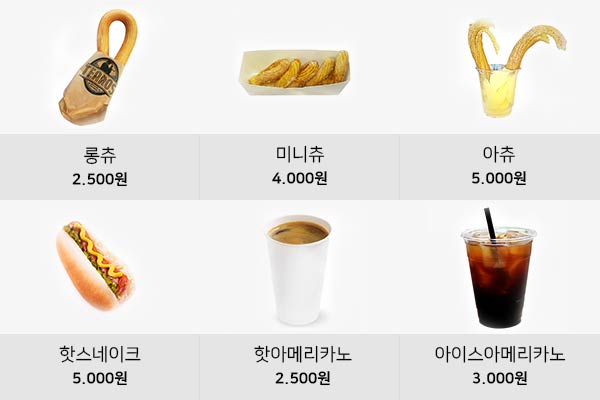 TERROS
롱츄
2.500원
미니츄
4.000원
아츄
5.000원
핫스네이크
5.000원
핫아메리카노
2.500원
아이스아메리카노
3.000원